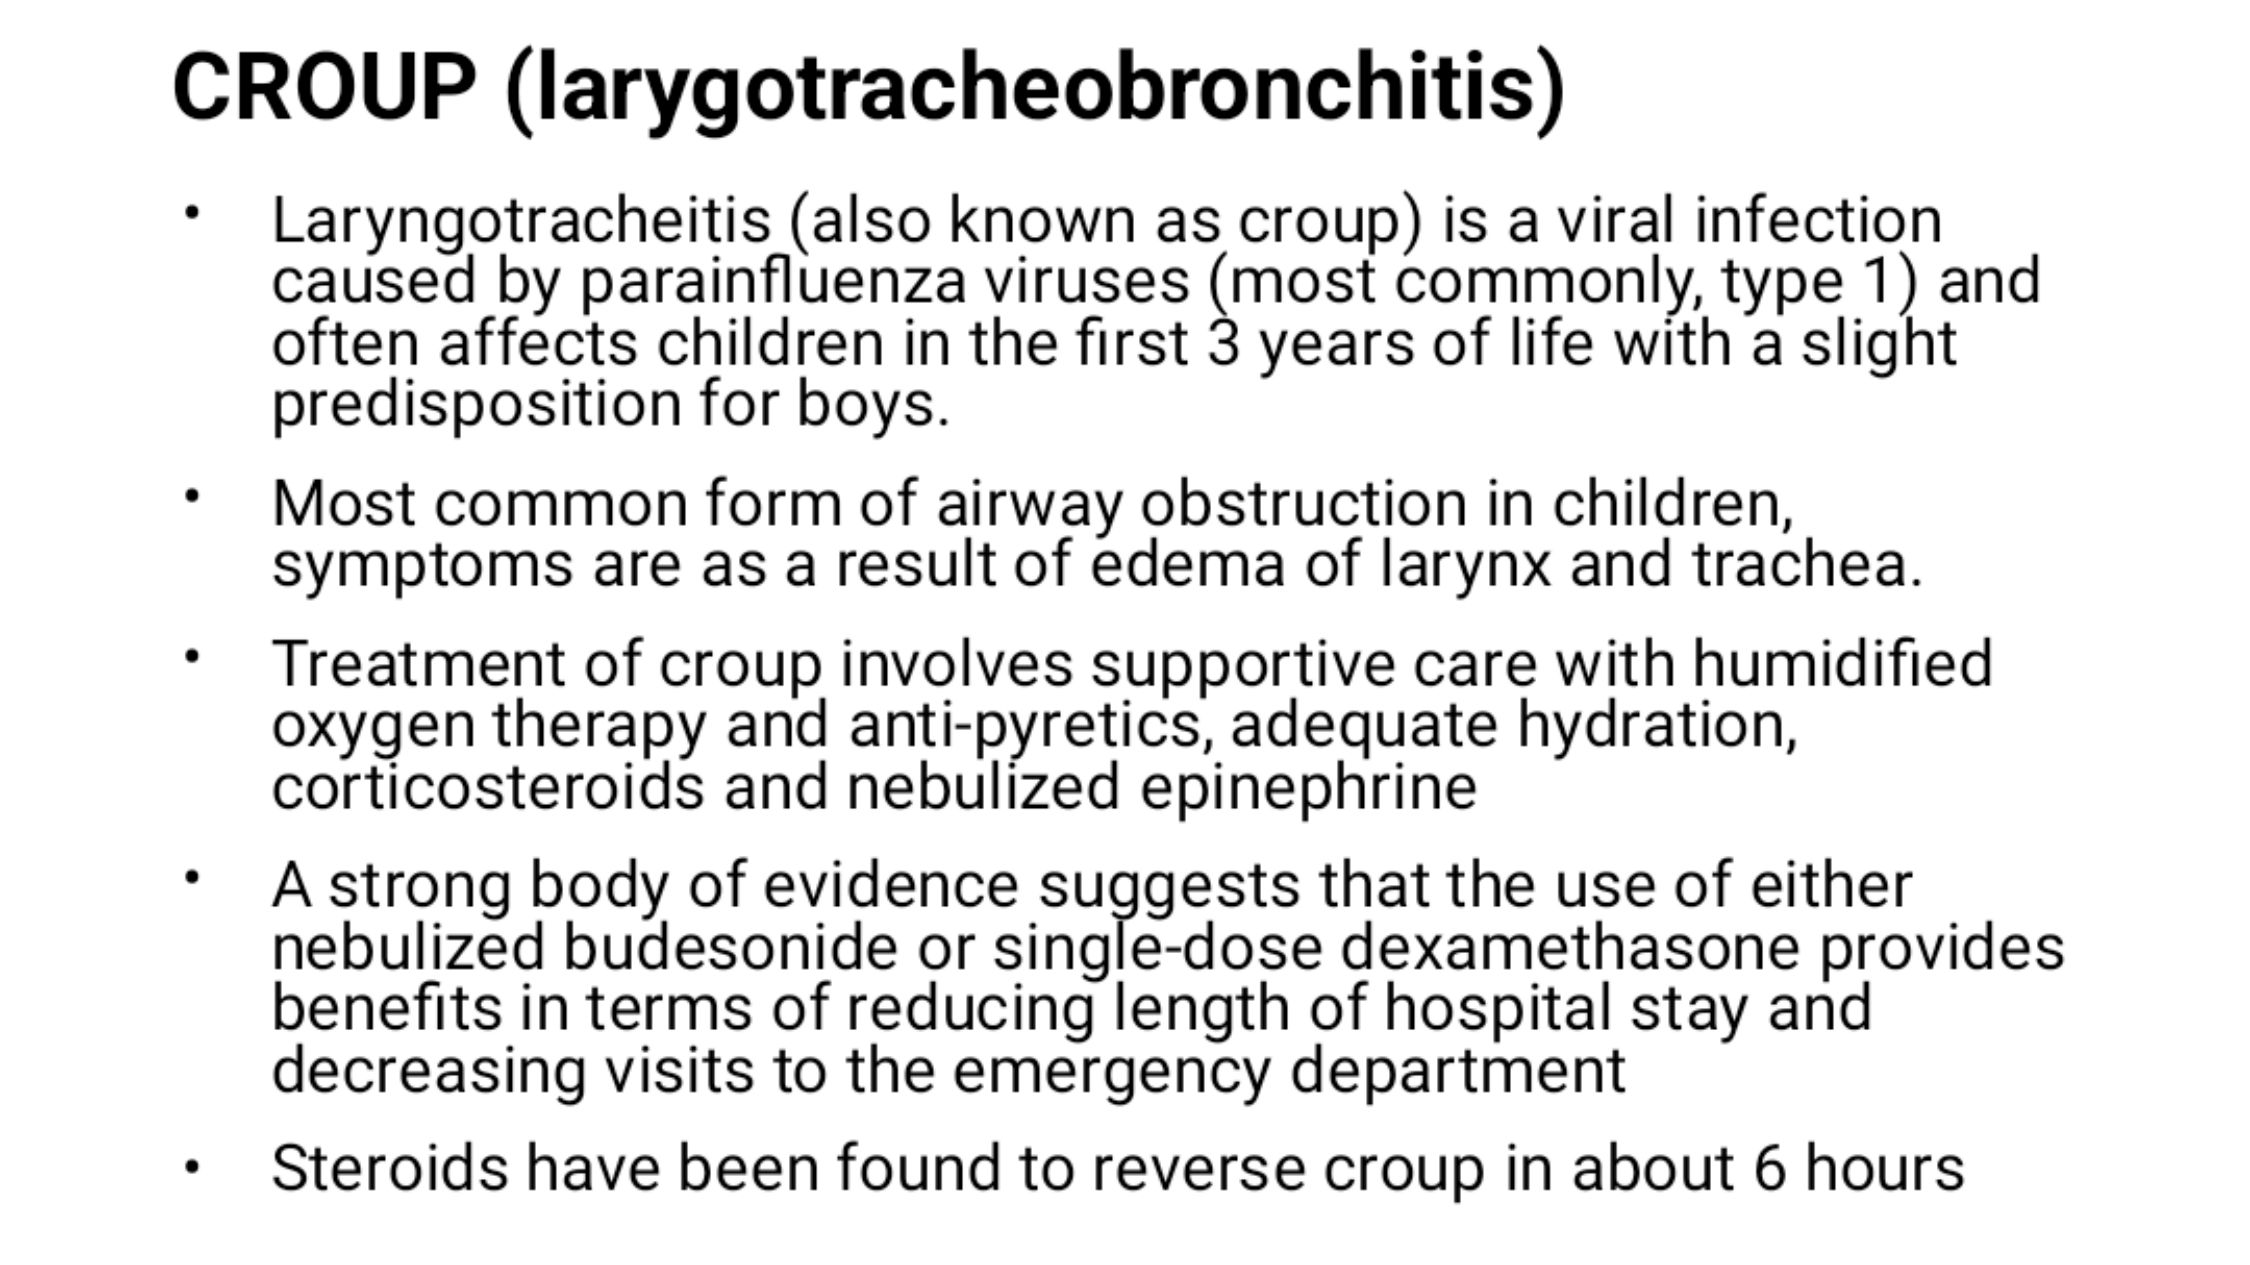 CROUP (larygotracheobronchitis)
• Laryngotracheitis (also known as croup) is a viral infection
caused by parainfluenza viruses (most commonly, type 1) and
often affects children in the first 3 years of life with a slight
predisposition for boys.
• Most common form of airway obstruction in children,
symptoms are as a result of edema of larynx and trachea.
• Treatment of croup involves supportive care with humidified
oxygen therapy and anti-pyretics, adequate hydration,
corticosteroids and nebulized epinephrine
• A strong body of evidence suggests that the use of either
nebulized budesonide or single-dose dexamethasone provides
benefits in terms of reducing length of hospital stay and
decreasing visits to the emergency department
• Steroids have been found to reverse croup in about 6 hours